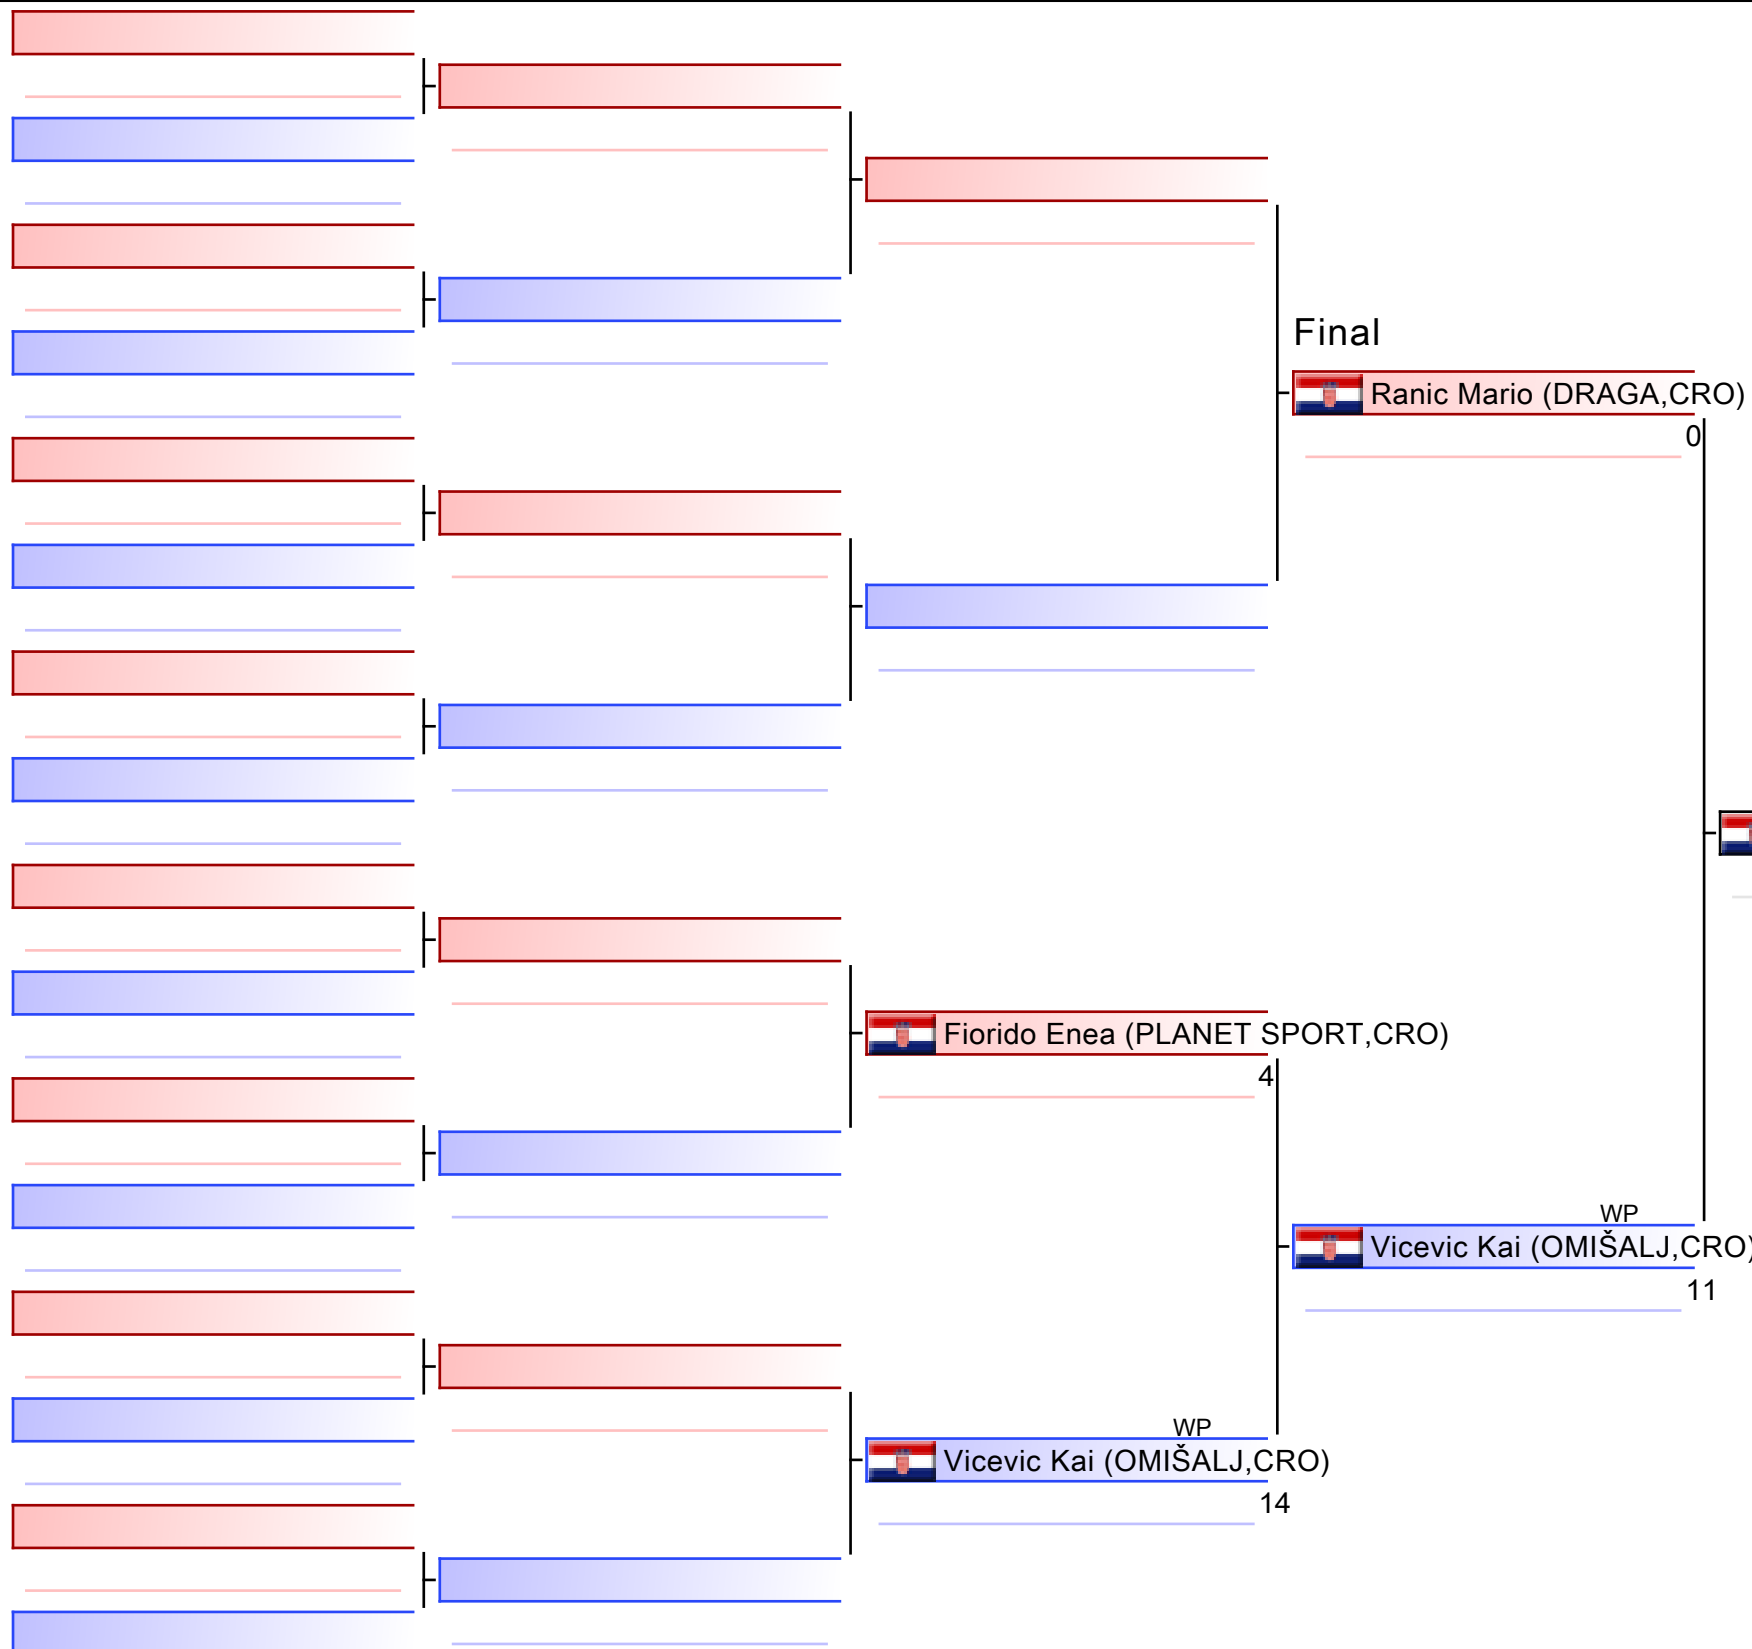 Final
Ranic Mario (DRAGA,CRO)
0
Fiorido Enea (PLANET SPORT,CRO)
4
WP
Vicevic Kai (OMIŠALJ,CRO)
11
WP
Vicevic Kai (OMIŠALJ,CRO)
14